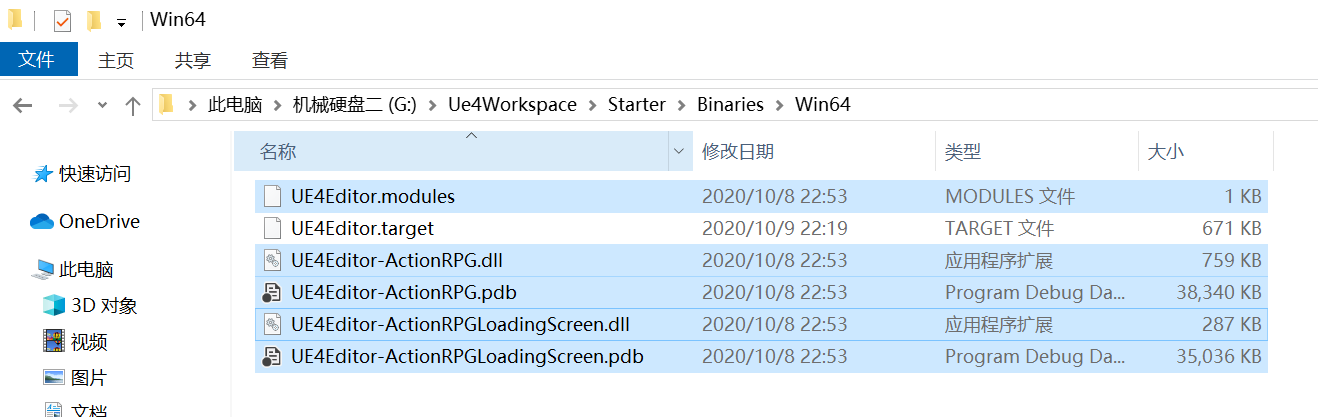 Win64
文件 主页 共享 查看
此电脑 机械硬盘二 (G:) Ue4Workspace Starter Binaries Win64
名称 修改日期 类型 大小
快速访问
OneDrive
此电脑
3D 对象
视频
图片
文档
UE4Editor.modules 2020/10/8 22:53 MODULES 文件 1 KB
UE4Editor.target 2020/10/9 22:19 TARGET 文件 671 KB
UE4Editor-ActionRPG.dll 2020/10/8 22:53 应用程序扩展 759 KB
UE4Editor-ActionRPG.pdb 2020/10/8 22:53 Program Debug Da... 38,340 KB
UE4Editor-ActionRPGLoadingScreen.dll 2020/10/8 22:53 应用程序扩展 287 KB
UE4Editor-ActionRPGLoadingScreen.pdb 2020/10/8 22:53 Program Debug Da... 35,036 KB